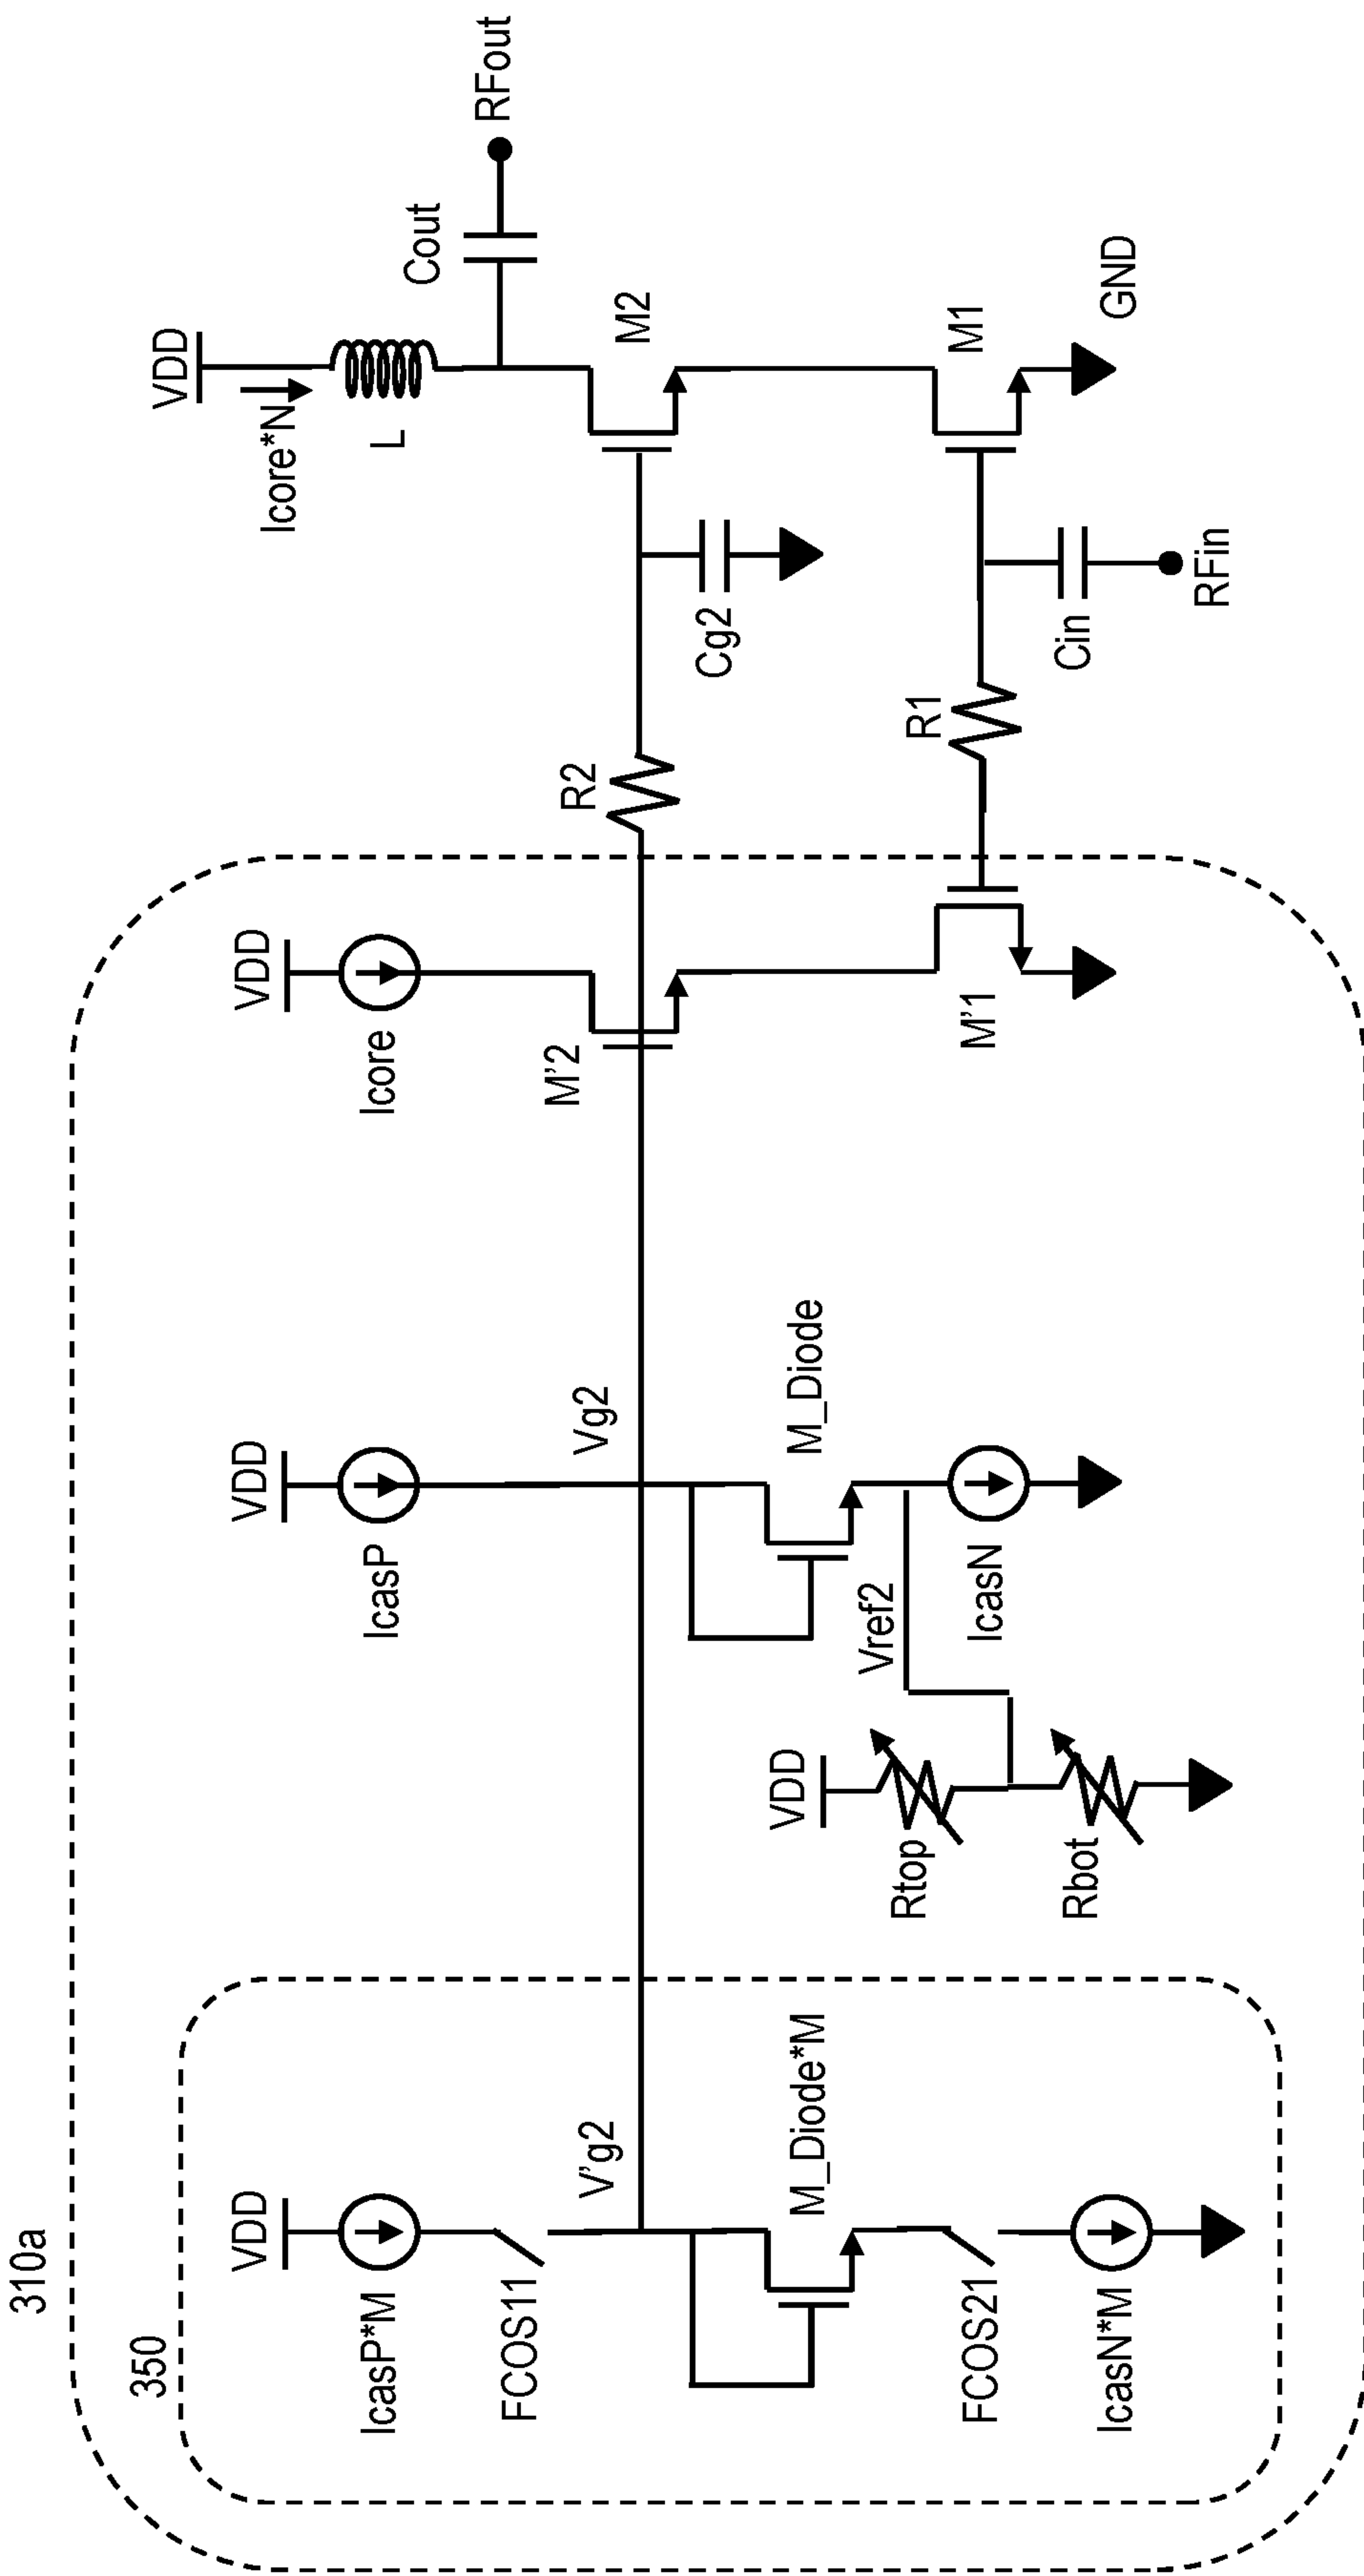 310a
350
VDD
IcasP*M
FCOS11
V'g2
M_Diode*M
FCOS21
IcasN*M
VDD
IcasP
Vg2
M_Diode
Vref2
IcasN
VDD
Rtop
Rbot
VDD
Icore
M'2
M'1
R2
R1
Cg2
Cin
RFin
VDD
Icore*N
L
Cout
RFout
M2
M1
GND